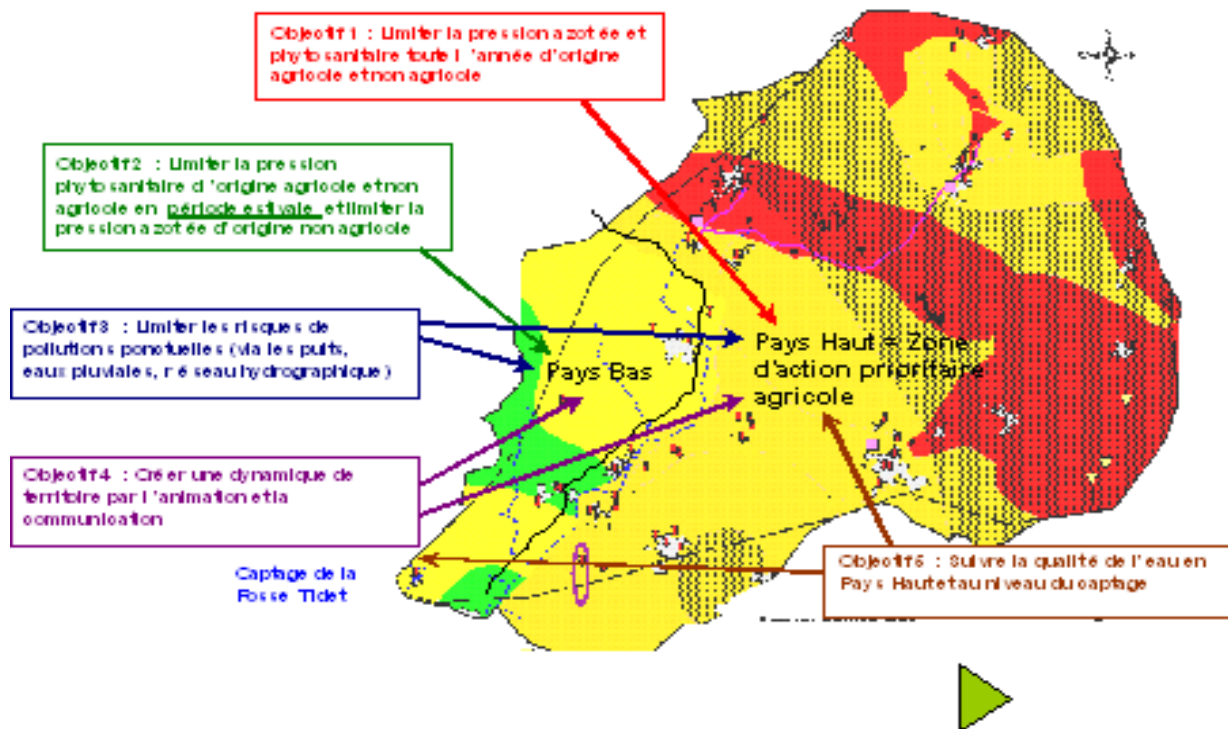 Objectif 1 : Limiter la pression azotée et
phytosanitaire toute l'année d'origine
agricole et non agricole
Objectif 2 : Limiter la pression
phytosanitaire d'origine agricole et non
agricole en période estivale et limiter la
pression azotée d'origine non agricole
Objectif 3 : Limiter les risques de
pollutions ponctuelles (via les puits,
eaux pluviales, réseau hydrographique)
Pays Haut = Zone
d'action prioritaire
agricole
Pays Bas
Objectif 4 : Créer une dynamique de
territoire par l'animation et la
communication
Objectif 5 : Suivre la qualité de l'eau en
Pays Haut et au niveau du captage
Captage de la
Fosse Tidet